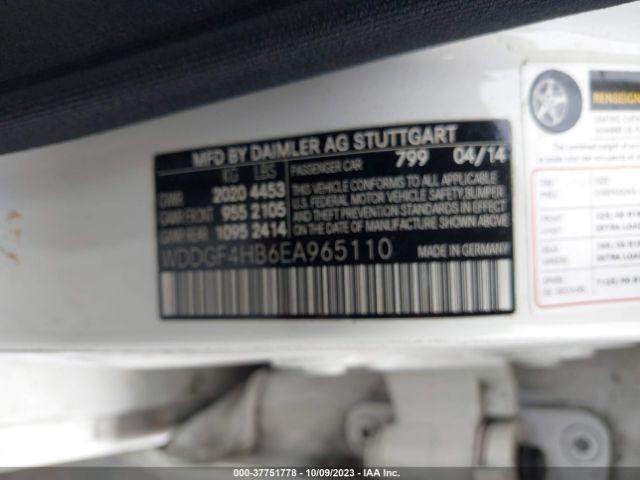 MFD BY DAIMLER AG STUTTGART
KG LBS PASSENGER CAR 799 04/14
GVWR 2020 4453
GAWR FRONT 955 2105
GAWR REAR 1095 2414
THIS VEHICLE CONFORMS TO ALL APPLICABLE
U.S. FEDERAL MOTOR VEHICLE SAFETY BUMPER
AND THEFT PREVENTION STANDARDS IN EFFECT
ON THE DATE OF MANUFACTURE SHOWN ABOVE
WDDGF4HB6EA965110 MADE IN GERMANY
RENSEIGN
000-37751778 - 10/09/2023 - IAA Inc.